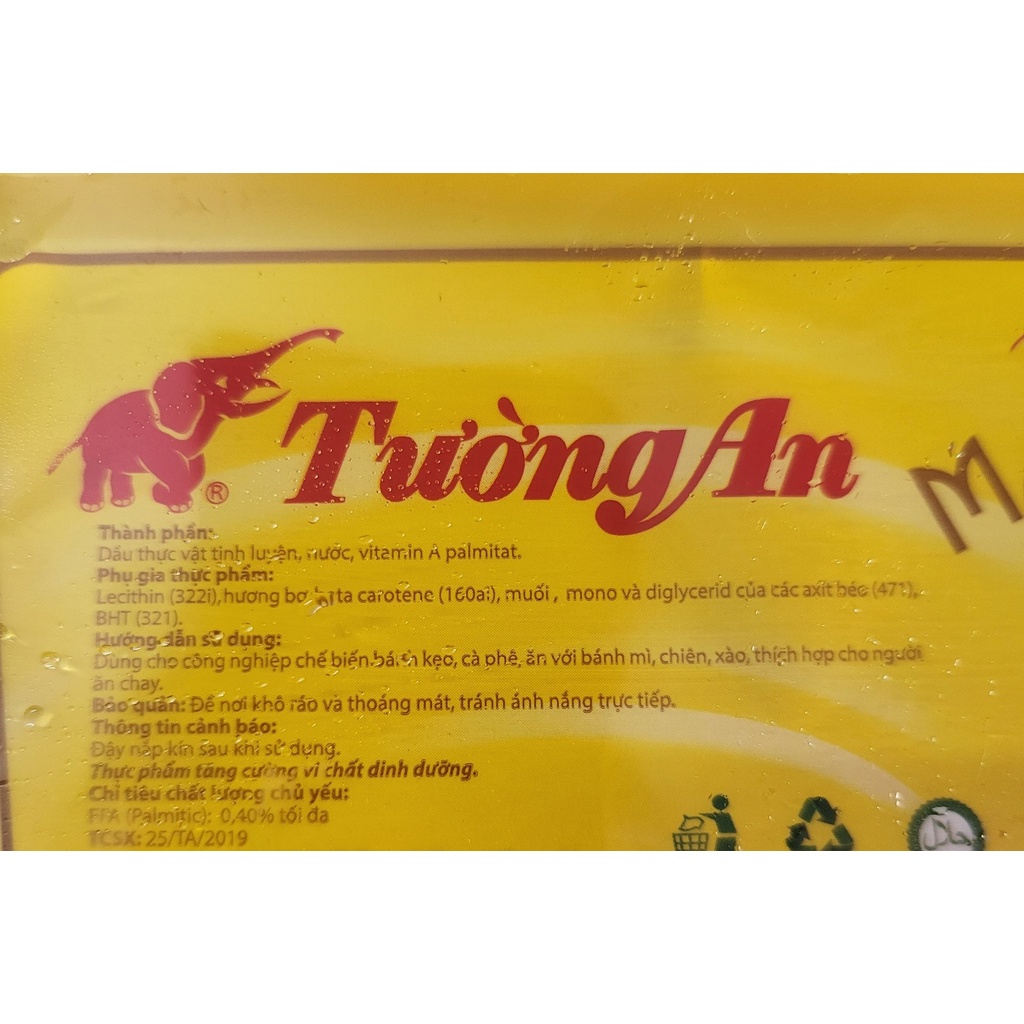 TườngAn
®
M
Thành phần:
Dầu thực vật tinh luyện, nước, vitamin A palmitat.
Phụ gia thực phẩm:
Lecithin (322i), hương bơ, beta caroten (160ai), muối, mono và diglycerid của các axít béo (471),
BHT (321).
Hướng dẫn sử dụng:
Dùng cho công nghiệp chế biến bánh kẹo, cà phê, ăn với bánh mì, chiên, xào, thích hợp cho người
ăn chay.
Bảo quản: Để nơi khô ráo và thoáng mát, tránh ánh nắng trực tiếp.
Thông tin cảnh báo:
Đậy nắp kín sau khi sử dụng.
Thực phẩm tăng cường vi chất dinh dưỡng.
Chỉ tiêu chất lượng chủ yếu:
FFA (Palmitic): 0,40% tối đa
TCSX: 25/TA/2019
حلال